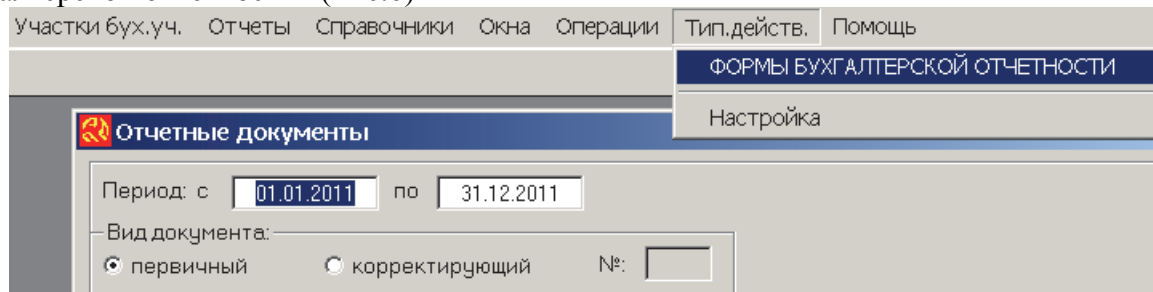 Участки бух.уч. Отчеты Справочники Окна Операции Тип.действ. Помощь
ФОРМЫ БУХГАЛТЕРСКОЙ ОТЧЕТНОСТИ
Настройка
Отчетные документы
Период: с 01.01.2011 по 31.12.2011
Вид документа:
первичный корректирующий №: